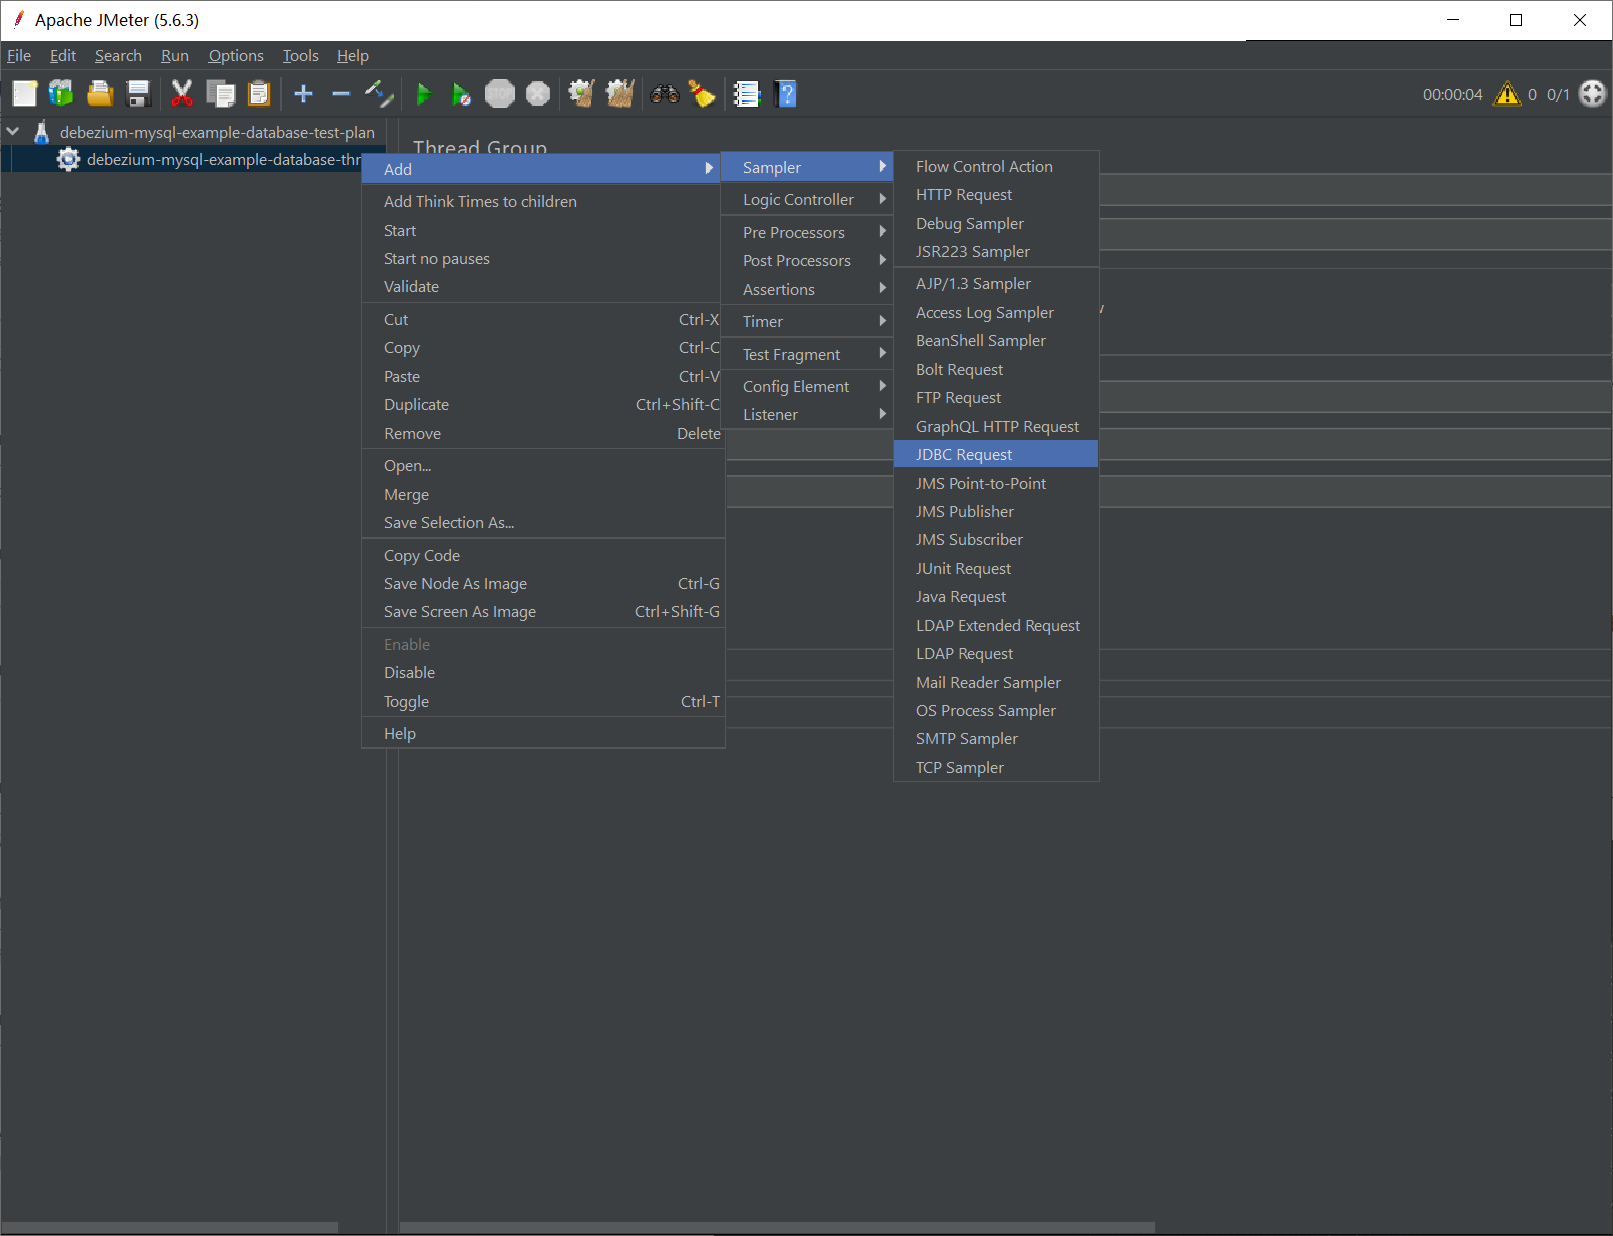 Apache JMeter (5.6.3)
File Edit Search Run Options Tools Help
00:00:04 0 0/1
debezium-mysql-example-database-test-plan
debezium-mysql-example-database-thr
Thread Group
Add
Add Think Times to children
Start
Start no pauses
Validate
Cut Ctrl-X
Copy Ctrl-C
Paste Ctrl-V
Duplicate Ctrl+Shift-C
Remove Delete
Open...
Merge
Save Selection As...
Copy Code
Save Node As Image Ctrl-G
Save Screen As Image Ctrl+Shift-G
Enable
Disable
Toggle Ctrl-T
Help
Sampler
Logic Controller
Pre Processors
Post Processors
Assertions
Timer
Test Fragment
Config Element
Listener
Flow Control Action
HTTP Request
Debug Sampler
JSR223 Sampler
AJP/1.3 Sampler
Access Log Sampler
BeanShell Sampler
Bolt Request
FTP Request
GraphQL HTTP Request
JDBC Request
JMS Point-to-Point
JMS Publisher
JMS Subscriber
JUnit Request
Java Request
LDAP Extended Request
LDAP Request
Mail Reader Sampler
OS Process Sampler
SMTP Sampler
TCP Sampler